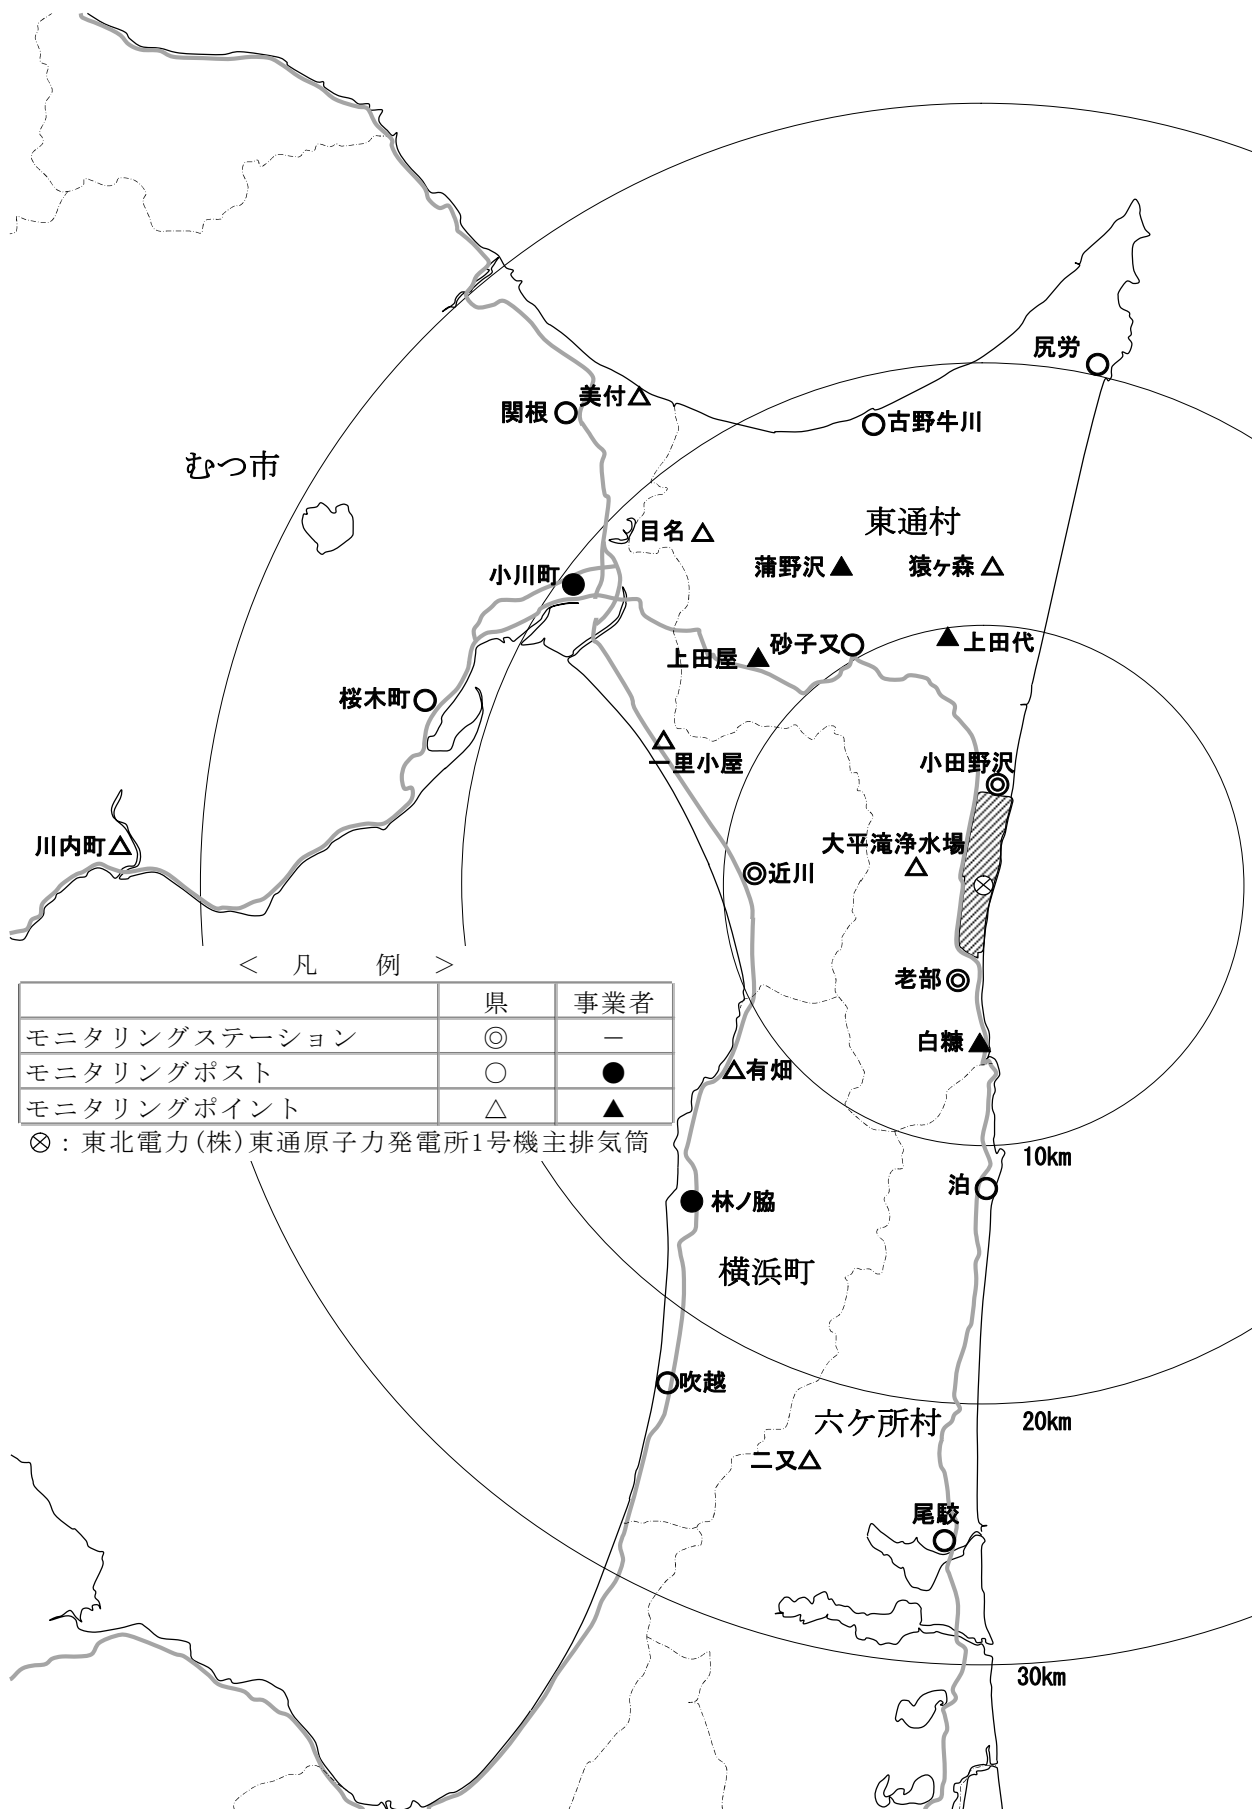 尻労
美付△
関根○
○古野牛川
むつ市
東通村
目名△
蒲野沢▲
猿ヶ森△
小川町
●
砂子又○
▲上田代
上田屋▲
桜木町○
△
一里小屋
小田野沢
◎
川内町△
大平滝浄水場
△
◎近川
⊗
老部◎
白糠▲
△有畑
＜ 凡 例 ＞
県 事業者
モニタリングステーション ◎ －
モニタリングポスト ○ ●
モニタリングポイント △ ▲
⊗：東北電力(株)東通原子力発電所1号機主排気筒
10km
泊○
●林ノ脇
横浜町
○吹越
六ケ所村
20km
二又△
尾駮
○
30km